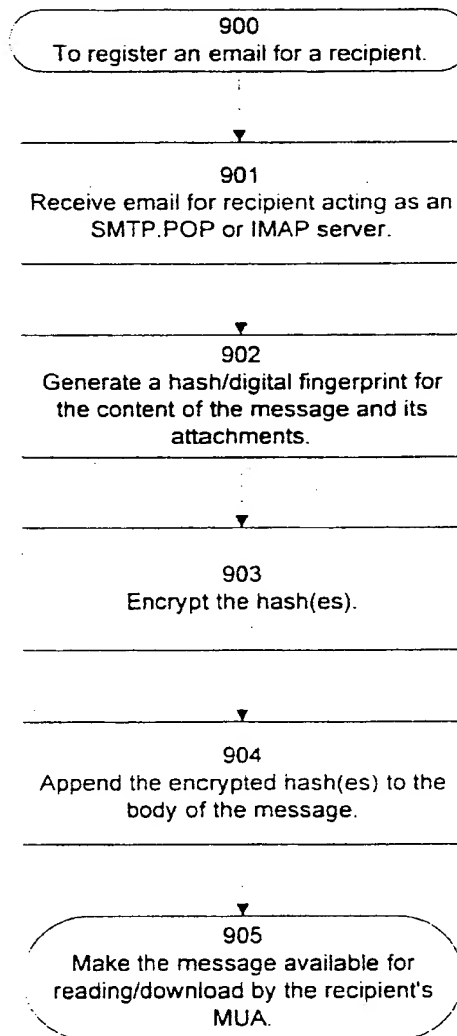 900
To register an email for a recipient.
901
Receive email for recipient acting as an
SMTP.POP or IMAP server.
902
Generate a hash/digital fingerprint for
the content of the message and its
attachments.
903
Encrypt the hash(es).
904
Append the encrypted hash(es) to the
body of the message.
905
Make the message available for
reading/download by the recipient's
MUA.